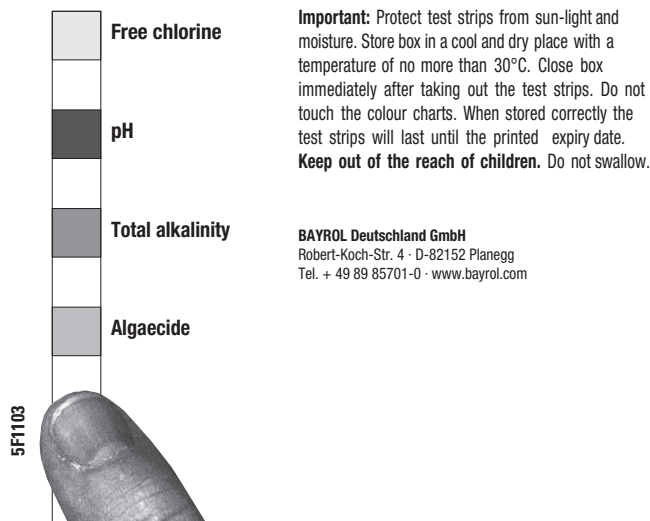 Free chlorine
pH
Total alkalinity
Algaecide
5F1103
Important: Protect test strips from sun-light and
moisture. Store box in a cool and dry place with a
temperature of no more than 30°C. Close box
immediately after taking out the test strips. Do not
touch the colour charts. When stored correctly the
test strips will last until the printed expiry date.
Keep out of the reach of children. Do not swallow.
BAYROL Deutschland GmbH
Robert-Koch-Str. 4 · D-82152 Planegg
Tel. + 49 89 85701-0 · www.bayrol.com